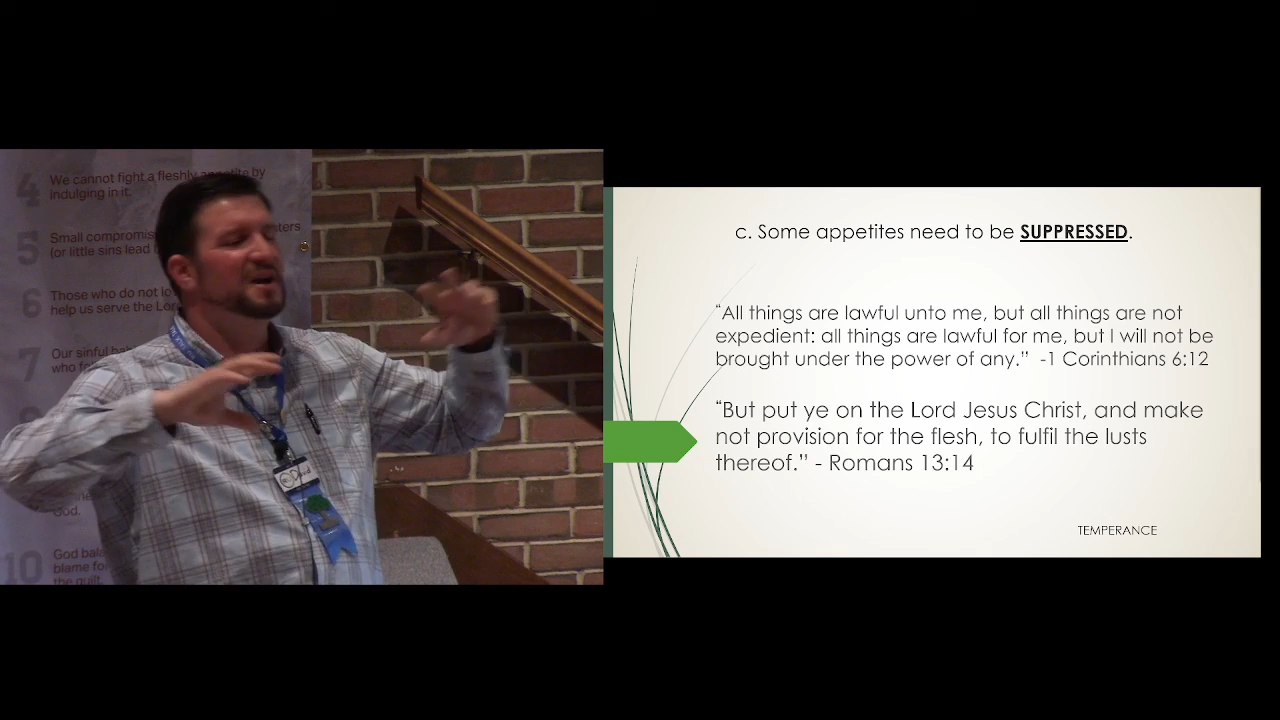 4 We cannot fight a fleshly appetite by
indulging in it.
5 Small compromis sters
(or little sins lead
6 Those who do not lo
help us serve the Lord
7 Our sinful
who
God.
10 God bala
blame for
the guilt.
David
c. Some appetites need to be SUPPRESSED.
“All things are lawful unto me, but all things are not
expedient: all things are lawful for me, but I will not be
brought under the power of any.” -1 Corinthians 6:12
“But put ye on the Lord Jesus Christ, and make
not provision for the flesh, to fulfil the lusts
thereof.” - Romans 13:14
TEMPERANCE